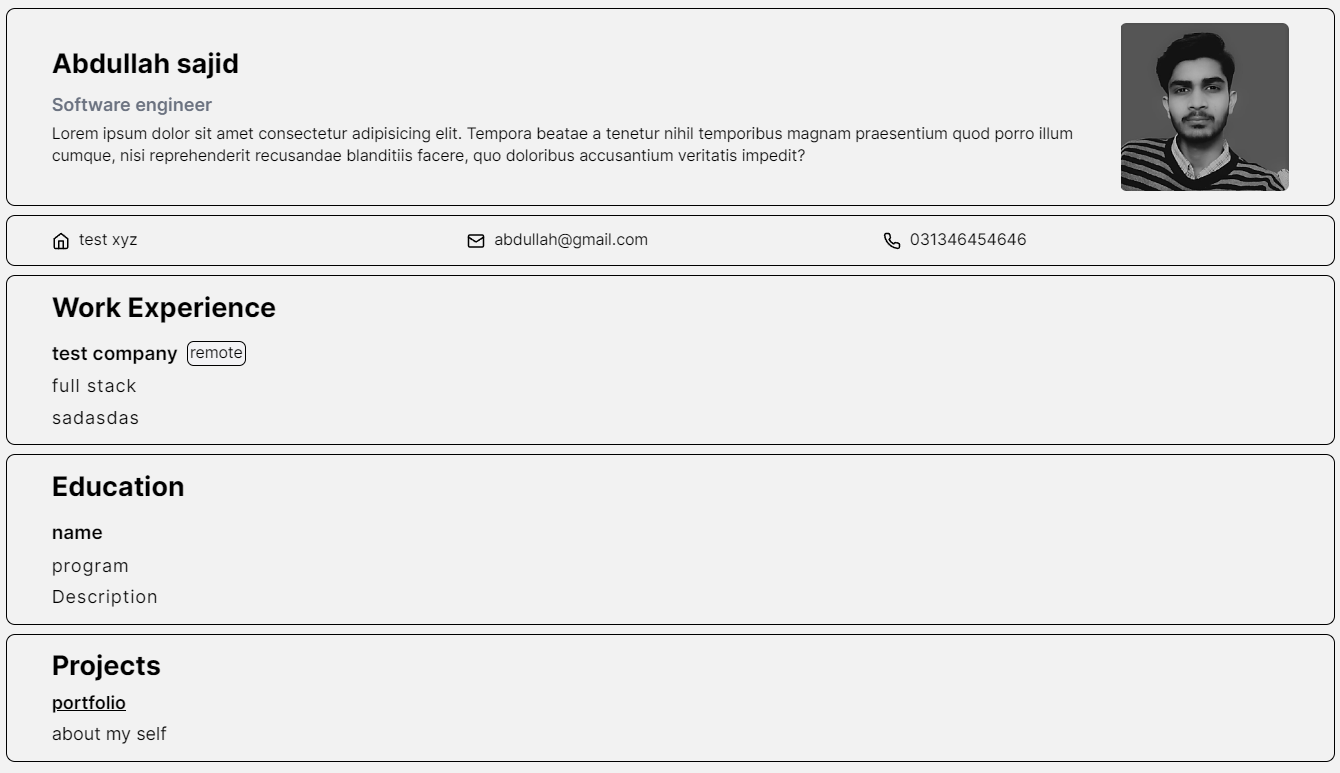 Abdullah sajid
Software engineer
Lorem ipsum dolor sit amet consectetur adipisicing elit. Tempora beatae a tenetur nihil temporibus magnam praesentium quod porro illum
cumque, nisi reprehenderit recusandae blanditiis facere, quo doloribus accusantium veritatis impedit?
test xyz
abdullah@gmail.com
031346454646
Work Experience
test company remote
full stack
sadasdas
Education
name
program
Description
Projects
portfolio
about my self